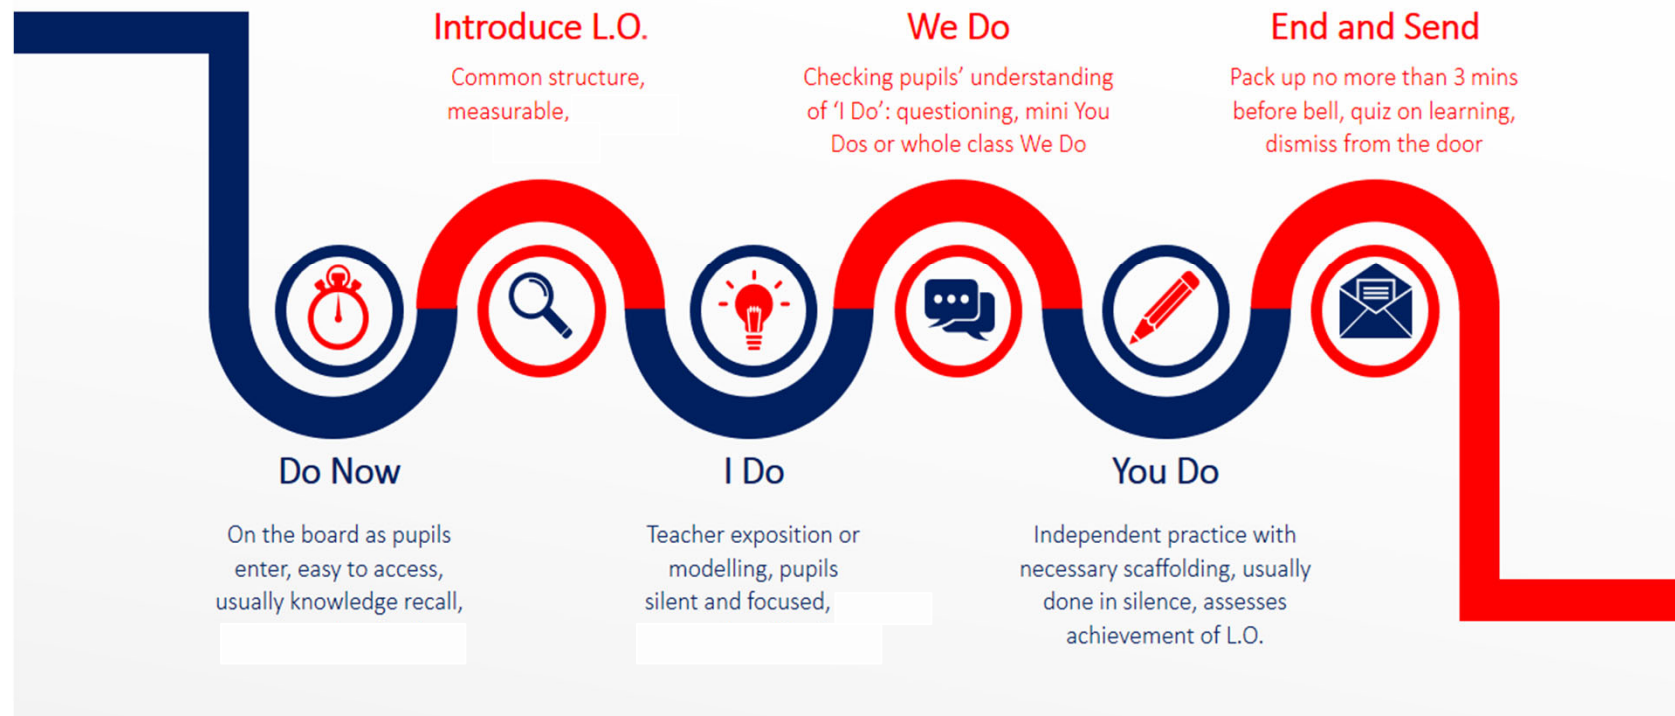 Introduce L.O.
Common structure,
measurable,
We Do
Checking pupils’ understanding
of ‘I Do’: questioning, mini You
Dos or whole class We Do
End and Send
Pack up no more than 3 mins
before bell, quiz on learning,
dismiss from the door
Do Now
On the board as pupils
enter, easy to access,
usually knowledge recall,
I Do
Teacher exposition or
modelling, pupils
silent and focused,
You Do
Independent practice with
necessary scaffolding, usually
done in silence, assesses
achievement of L.O.